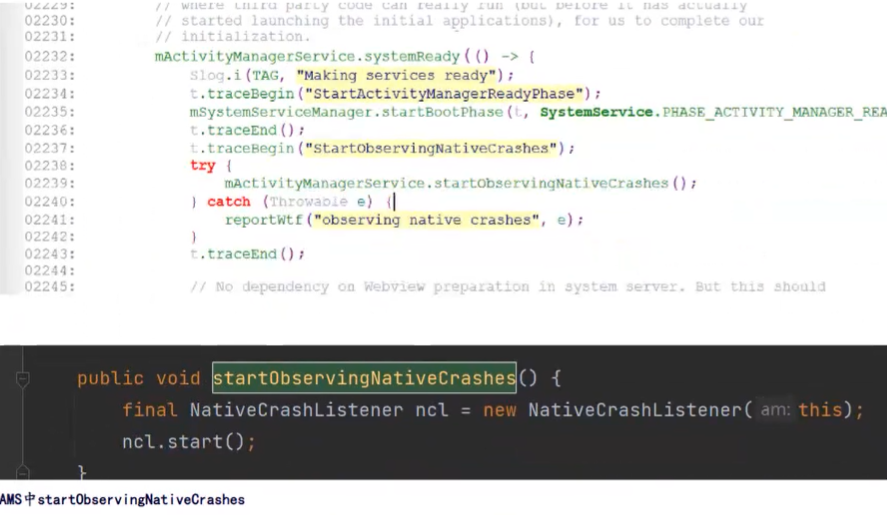 02229: // where third party code can really run (but before it has actually
02230: // started launching the initial applications), for us to complete our
02231: // initialization.
02232: mActivityManagerService.systemReady(() -> {
02233: Slog.i(TAG, "Making services ready");
02234: t.traceBegin("StartActivityManagerReadyPhase");
02235: mSystemServiceManager.startBootPhase(t, SystemService.PHASE_ACTIVITY_MANAGER_REA
02236: t.traceEnd();
02237: t.traceBegin("StartObservingNativeCrashes");
02238: try {
02239: mActivityManagerService.startObservingNativeCrashes();
02240: } catch (Throwable e) {
02241: reportWtf("observing native crashes", e);
02242: }
02243: t.traceEnd();
02244:
02245: // No dependency on Webview preparation in system server. But this should
public void startObservingNativeCrashes() {
final NativeCrashListener ncl = new NativeCrashListener( am: this);
ncl.start();
}
AMS中startObservingNativeCrashes